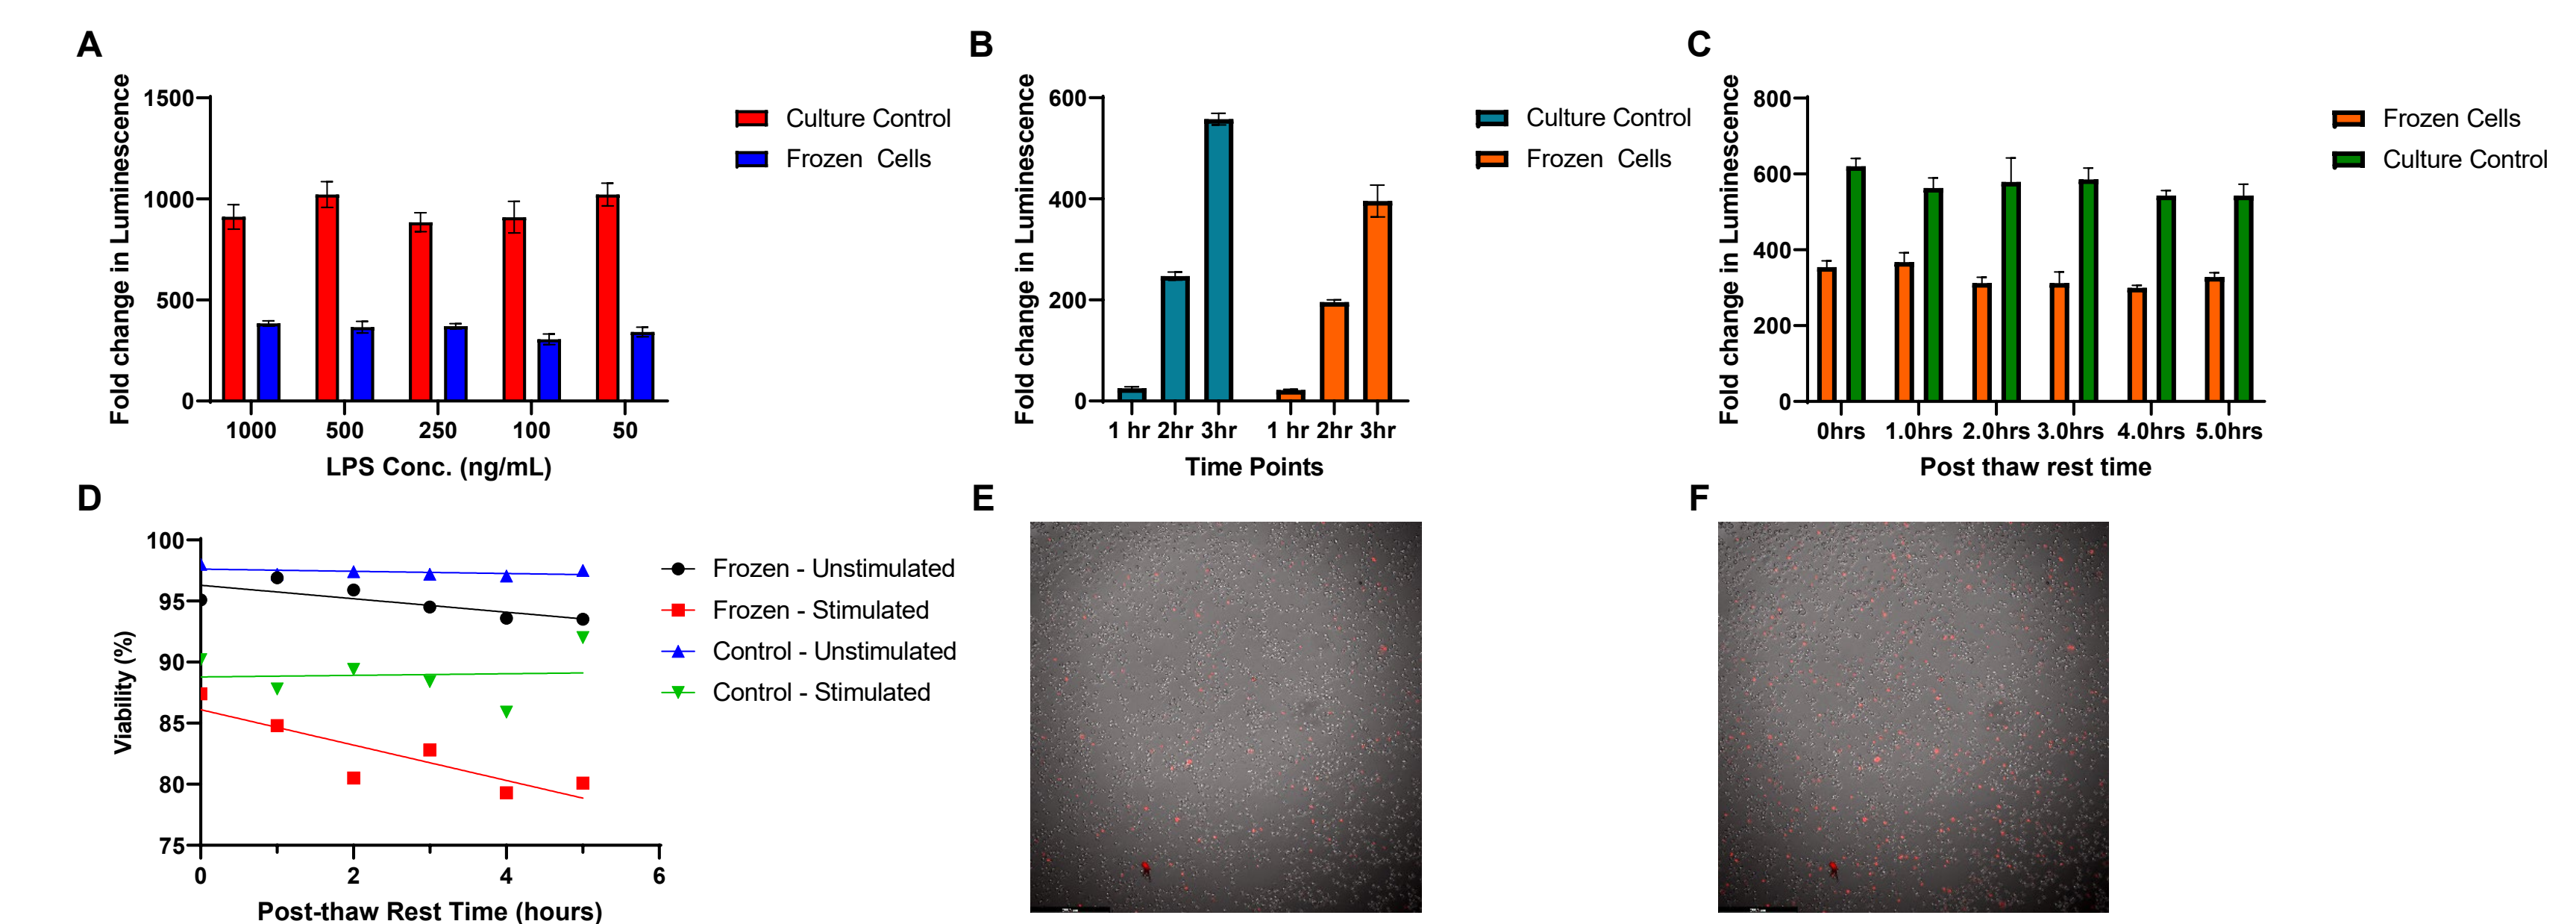 A
Fold change in Luminescence
1500
1000
500
0
1000 500 250 100 50
LPS Conc. (ng/mL)
Culture Control
Frozen Cells
B
Fold change in Luminescence
600
400
200
0
1 hr 2hr 3hr 1 hr 2hr 3hr
Time Points
Culture Control
Frozen Cells
C
Fold change in Luminescence
800
600
400
200
0
0hrs 1.0hrs 2.0hrs 3.0hrs 4.0hrs 5.0hrs
Post thaw rest time
Frozen Cells
Culture Control
D
Viability (%)
100
95
90
85
80
75
0 2 4 6
Post-thaw Rest Time (hours)
Frozen - Unstimulated
Frozen - Stimulated
Control - Unstimulated
Control - Stimulated
E
F